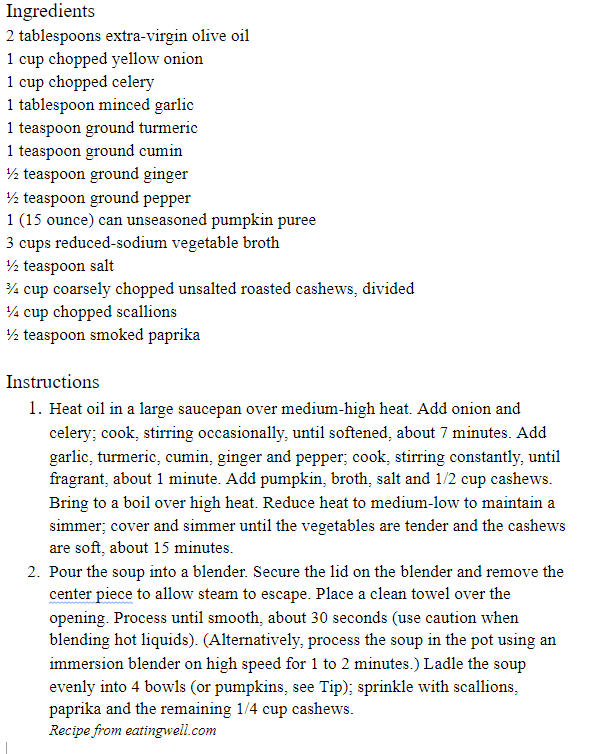 Ingredients
2 tablespoons extra-virgin olive oil
1 cup chopped yellow onion
1 cup chopped celery
1 tablespoon minced garlic
1 teaspoon ground turmeric
1 teaspoon ground cumin
½ teaspoon ground ginger
½ teaspoon ground pepper
1 (15 ounce) can unseasoned pumpkin puree
3 cups reduced-sodium vegetable broth
½ teaspoon salt
¾ cup coarsely chopped unsalted roasted cashews, divided
¼ cup chopped scallions
½ teaspoon smoked paprika
Instructions
1. Heat oil in a large saucepan over medium-high heat. Add onion and
celery; cook, stirring occasionally, until softened, about 7 minutes. Add
garlic, turmeric, cumin, ginger and pepper; cook, stirring constantly, until
fragrant, about 1 minute. Add pumpkin, broth, salt and 1/2 cup cashews.
Bring to a boil over high heat. Reduce heat to medium-low to maintain a
simmer; cover and simmer until the vegetables are tender and the cashews
are soft, about 15 minutes.
2. Pour the soup into a blender. Secure the lid on the blender and remove the
center piece to allow steam to escape. Place a clean towel over the
opening. Process until smooth, about 30 seconds (use caution when
blending hot liquids). (Alternatively, process the soup in the pot using an
immersion blender on high speed for 1 to 2 minutes.) Ladle the soup
evenly into 4 bowls (or pumpkins, see Tip); sprinkle with scallions,
paprika and the remaining 1/4 cup cashews.
Recipe from eatingwell.com